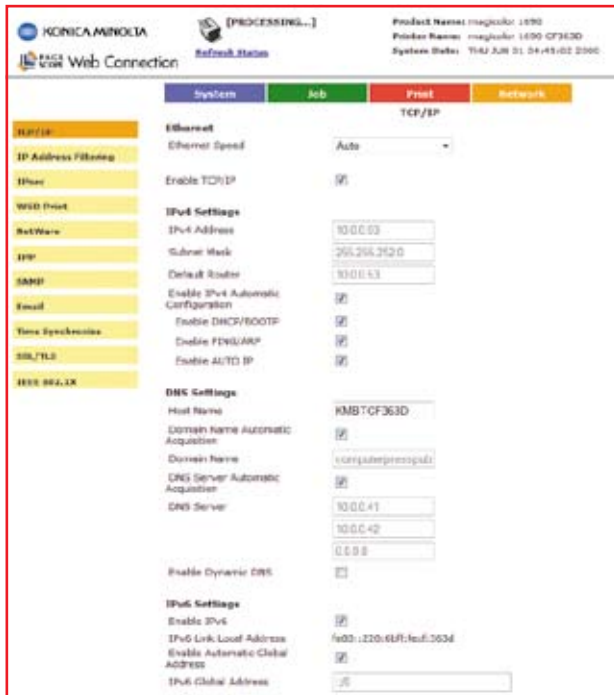 KONICA MINOLTA
PAGE SCOPE Web Connection
[PROCESSING...]
Refresh Status
Product Name: magicolor 1690
Printer Name: magicolor 1690 CF363D
System Date: THU JUN 01 04:45:02 2000
System
Job
Print
Network
TCP/IP
TCP/IP
IP Address Filtering
IPsec
WSD Print
NetWare
IPP
SNMP
Email
Time Synchronize
SSL/TLS
IEEE 802.1X
Ethernet
Ethernet Speed
Auto
Enable TCP/IP
IPv4 Settings
IPv4 Address
10.0.0.93
Subnet Mask
255.255.252.0
Default Router
10.0.0.53
Enable IPv4 Automatic
Configuration
Enable DHCP/BOOTP
Enable PING/ARP
Enable AUTO IP
DNS Settings
Host Name
KMBTCF363D
Domain Name Automatic
Acquisition
Domain Name
computerpresspubl
DNS Server Automatic
Acquisition
DNS Server
10.0.0.41
10.0.0.42
0.0.0.0
Enable Dynamic DNS
IPv6 Settings
Enable IPv6
IPv6 Link Local Address
fe80::220:6bff:fecf:363d
Enable Automatic Global
Address
IPv6 Global Address
::/0